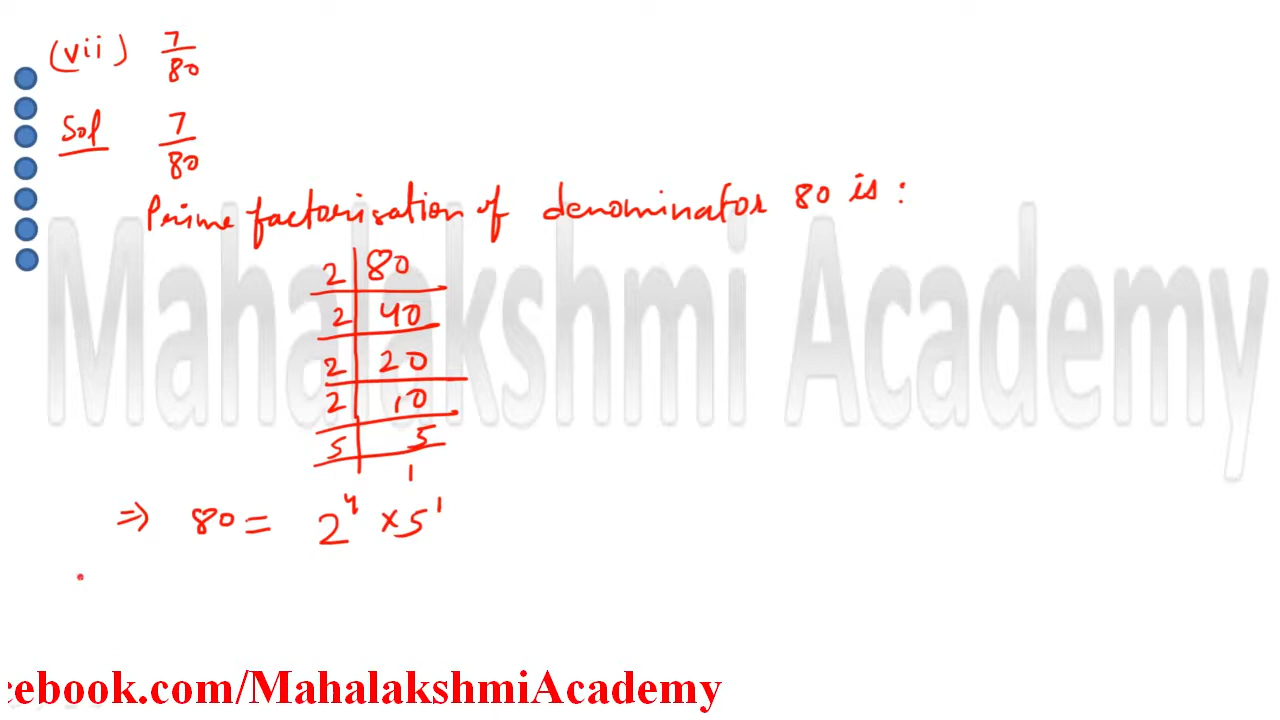 (vii) 7/80
Sol 7/80
Prime factorisation of denominator 80 is :
2 | 80
2 | 40
2 | 20
2 | 10
5 | 5
1
⇒ 80 = 2⁴ × 5¹
Mahalakshmi Academy
cebook.com/MahalakshmiAcademy